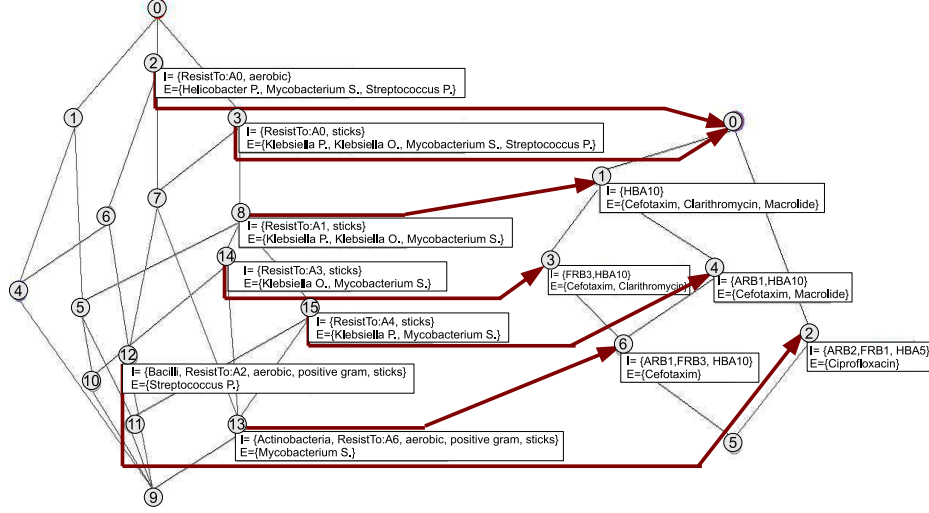 0
2
I= {ResistTo:A0, aerobic}
E={Helicobacter P., Mycobacterium S., Streptococcus P.}
1
3
I= {ResistTo:A0, sticks}
E={Klebsiella P., Klebsiella O., Mycobacterium S., Streptococcus P.}
0
1
I= {HBA10}
E={Cefotaxim, Clarithromycin, Macrolide}
7
6
8
I= {ResistTo:A1, sticks}
E={Klebsiella P., Klebsiella O., Mycobacterium S.}
14
I= {ResistTo:A3, sticks}
E={Klebsiella O., Mycobacterium S.}
3
I= {FRB3,HBA10}
E={Cefotaxim, Clarithromycin}
4
I= {ARB1,HBA10}
E={Cefotaxim, Macrolide}
4
5
15
I= {ResistTo:A4, sticks}
E={Klebsiella P., Mycobacterium S.}
2
I= {ARB2,FRB1, HBA5}
E={Ciprofloxacin}
6
I= {ARB1,FRB3, HBA10}
E={Cefotaxim}
12
I= {Bacilli, ResistTo:A2, aerobic, positive gram, sticks}
E={Streptococcus P.}
10
11
13
I= {Actinobacteria, ResistTo:A6, aerobic, positive gram, sticks}
E={Mycobacterium S.}
5
9